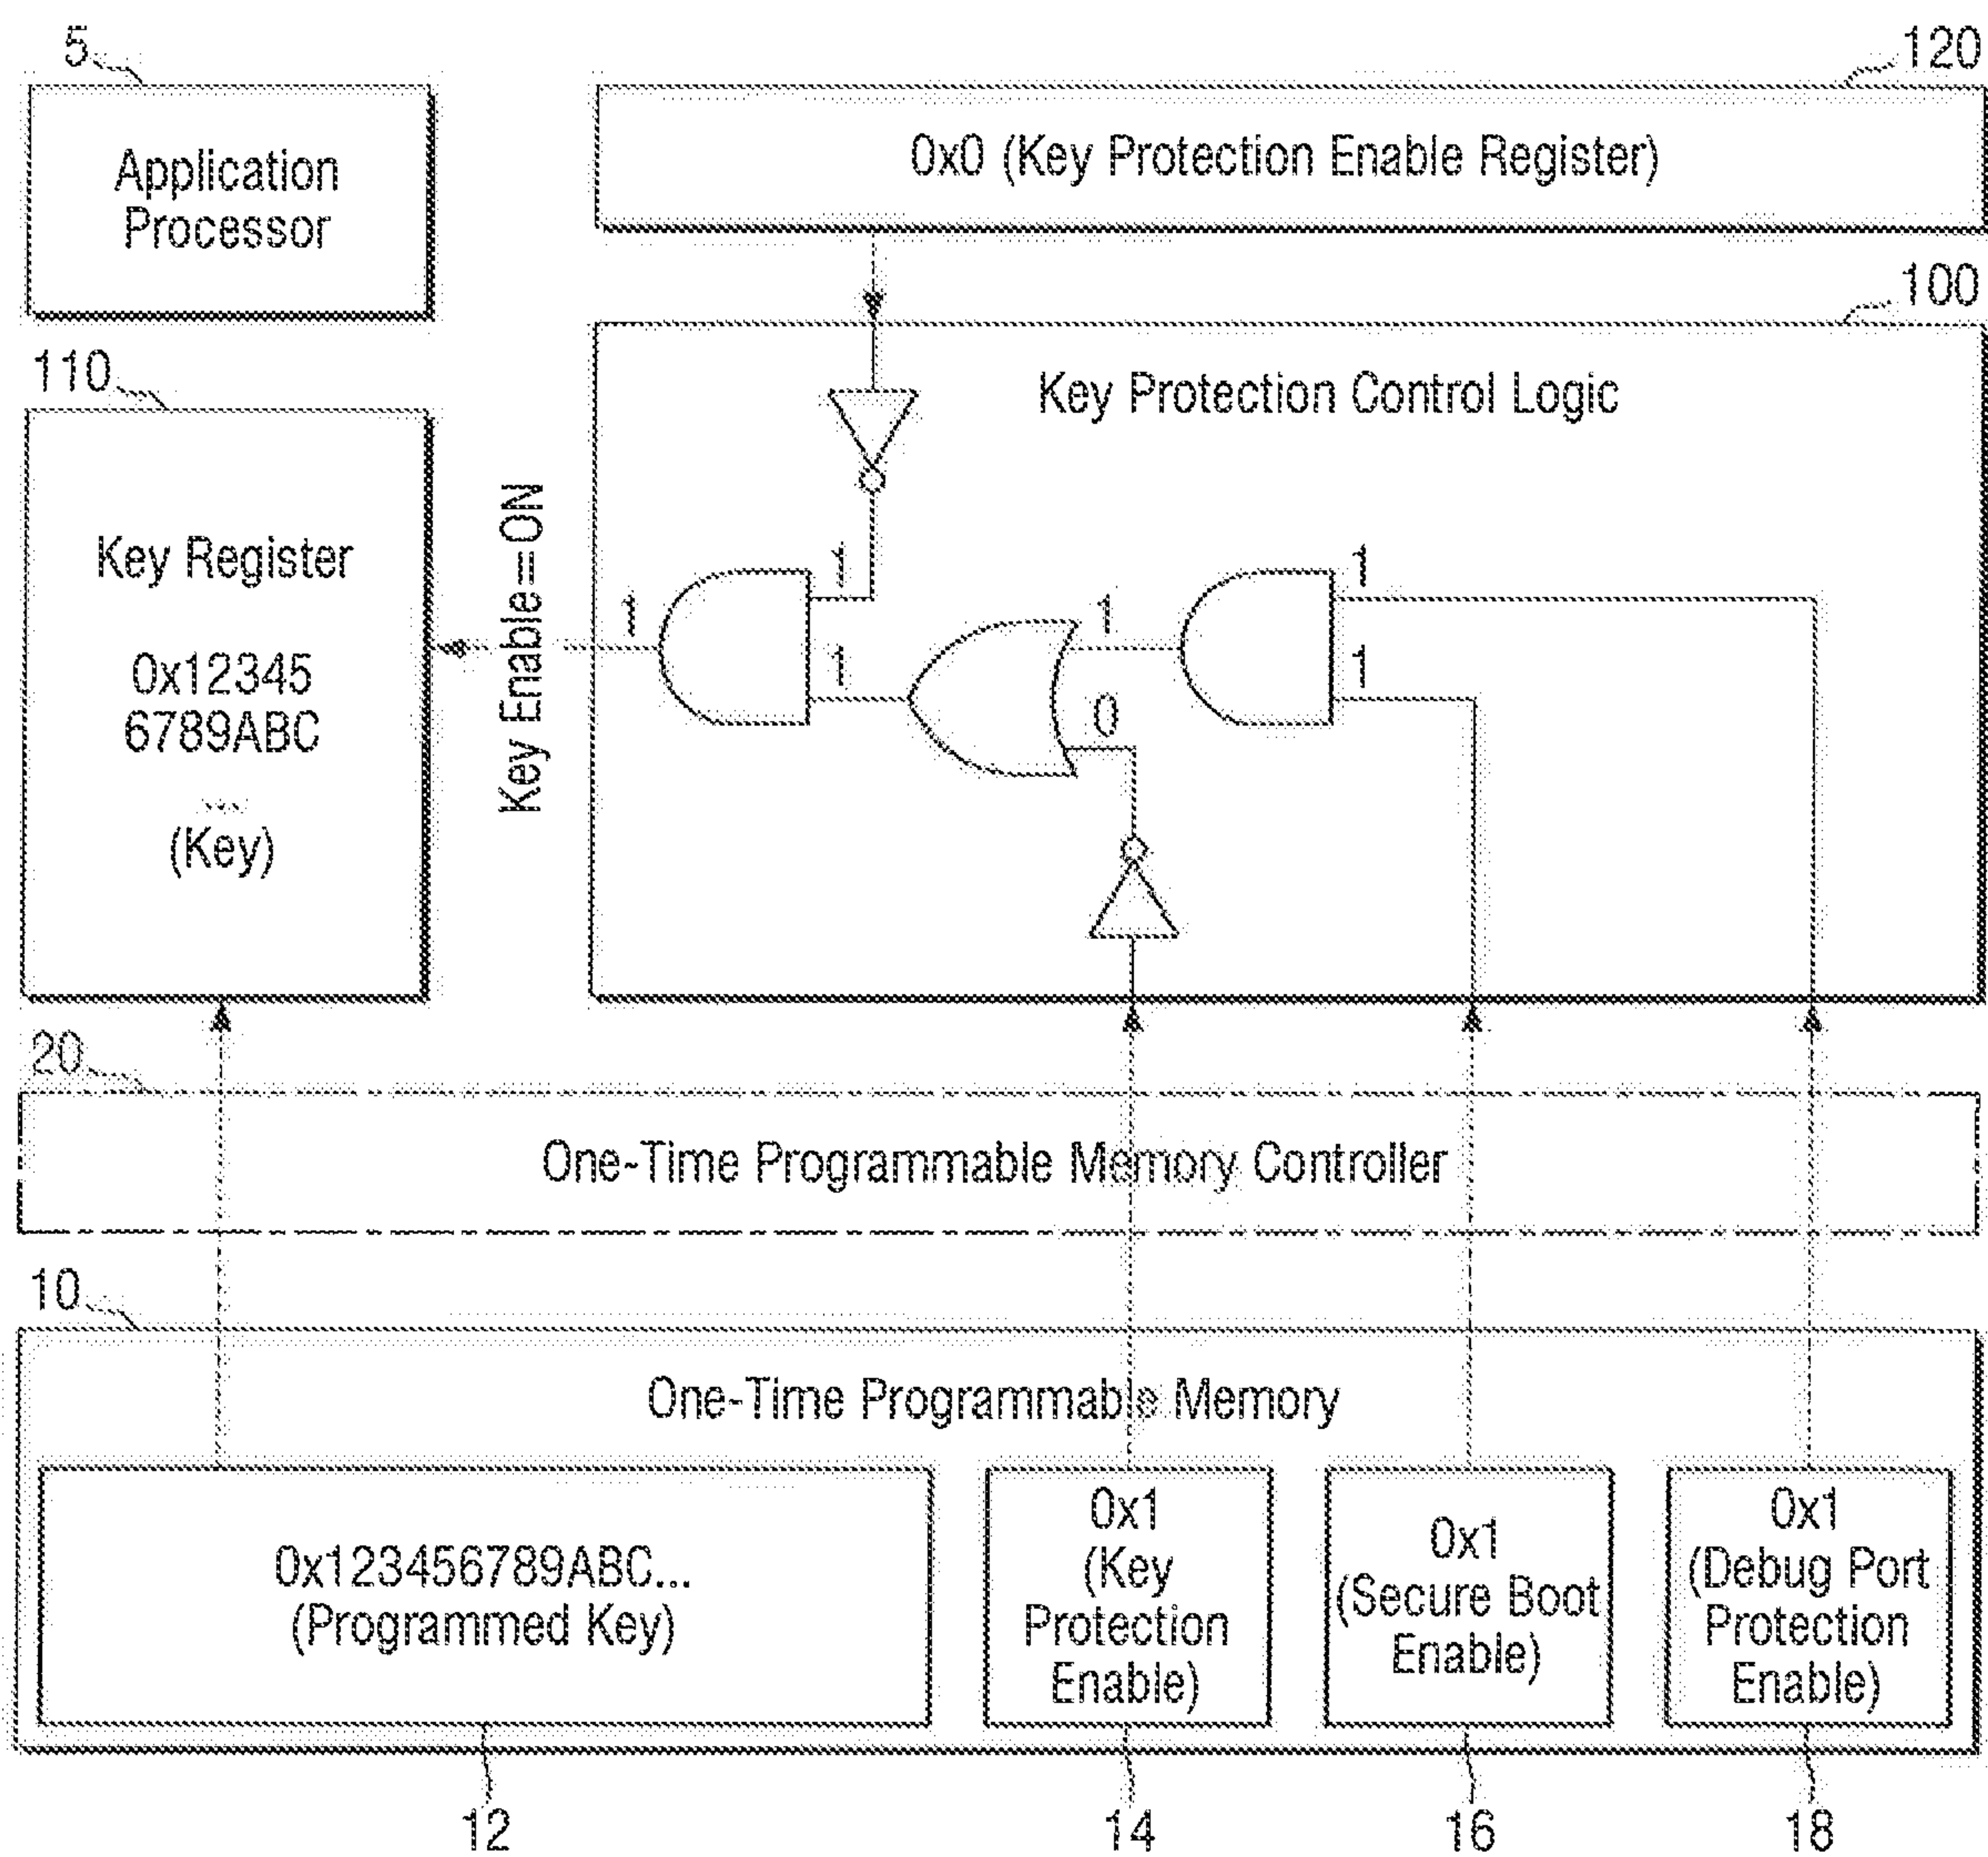 5
120
Application
Processor
0x0 (Key Protection Enable Register)
110
100
Key Protection Control Logic
Key Register
0x12345
6789ABC
...
(Key)
Key Enable=ON
1
1
1
1
0
1
1
20
One-Time Programmable Memory Controller
10
One-Time Programmable Memory
0x123456789ABC...
(Programmed Key)
0x1
(Key
Protection
Enable)
0x1
(Secure Boot
Enable)
0x1
(Debug Port
Protection
Enable)
12
14
16
18